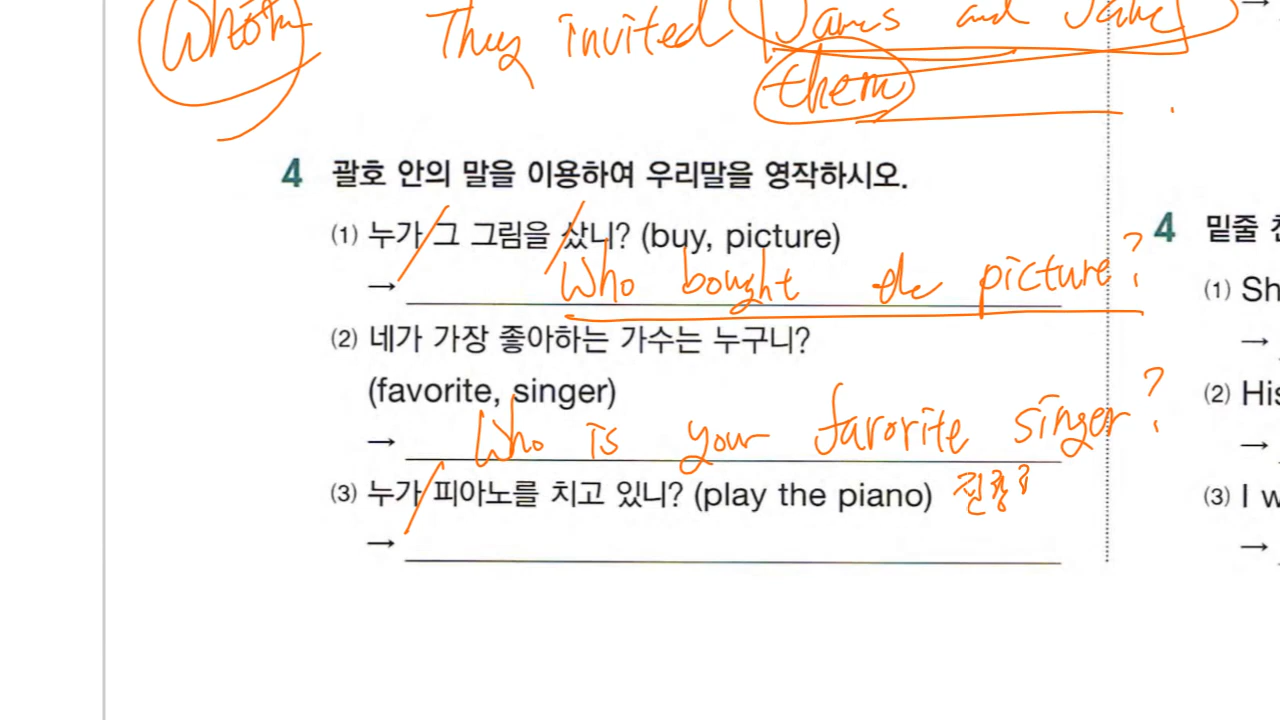 Whom They invited James and Jane
them .
4 괄호 안의 말을 이용하여 우리말을 영작하시오.
(1) 누가 그 그림을 샀니? (buy, picture)
→ Who bought the picture?
(2) 네가 가장 좋아하는 가수는 누구니?
(favorite, singer)
→ Who is your favorite singer?
(3) 누가 피아노를 치고 있니? (play the piano) 진행
→
4 밑줄
(1) Sh
→
(2) His
→
(3) I w
→